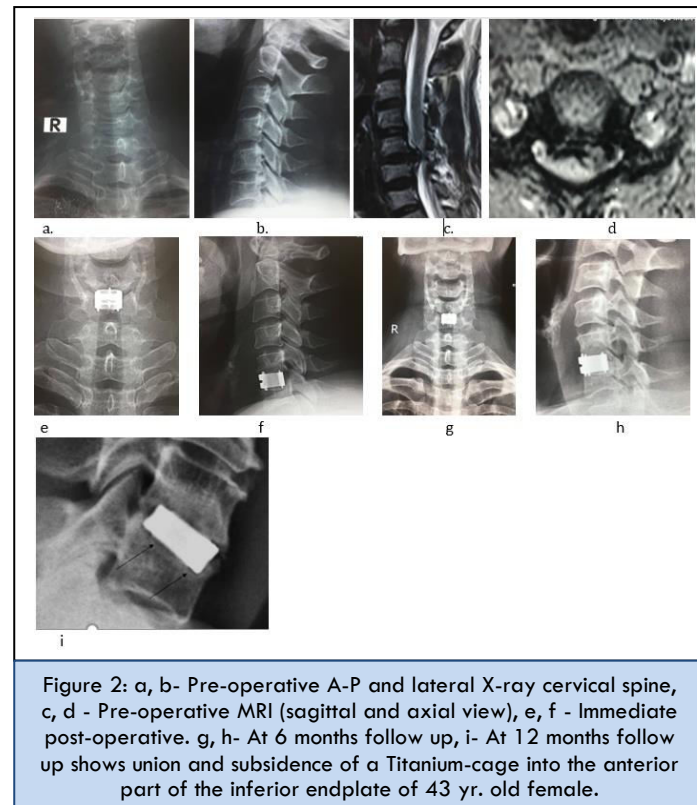 R
a.
b.
c.
d
R
e
f
g
h
i
Figure 2: a, b- Pre-operative A-P and lateral X-ray cervical spine,
c, d - Pre-operative MRI (sagittal and axial view), e, f - Immediate
post-operative. g, h- At 6 months follow up, i- At 12 months follow
up shows union and subsidence of a Titanium-cage into the anterior
part of the inferior endplate of 43 yr. old female.